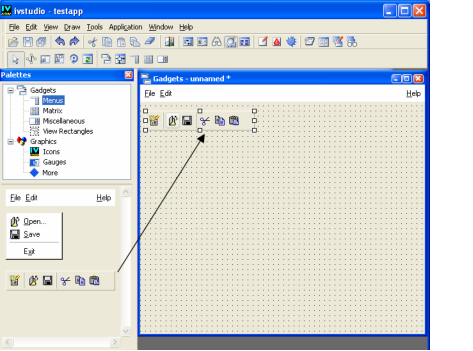 ivstudio - testapp
File Edit View Draw Tools Application Window Help
Palettes
Gadgets
Menus
Matrix
Miscellaneous
View Rectangles
Graphics
Icons
Gauges
More
File Edit Help
Open...
Save
Exit
Gadgets - unnamed *
File Edit Help